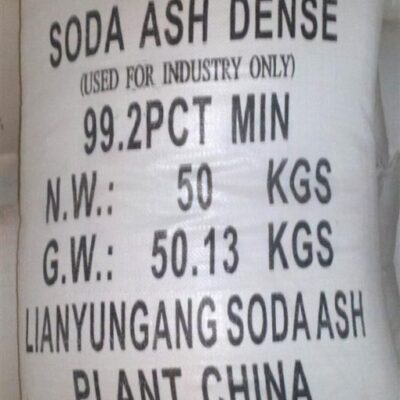 SODA ASH DENSE
(USED FOR INDUSTRY ONLY)
99.2PCT MIN
N.W.: 50 KGS
G.W.: 50.13 KGS
LIANYUNGANG SODA ASH
PLANT CHINA